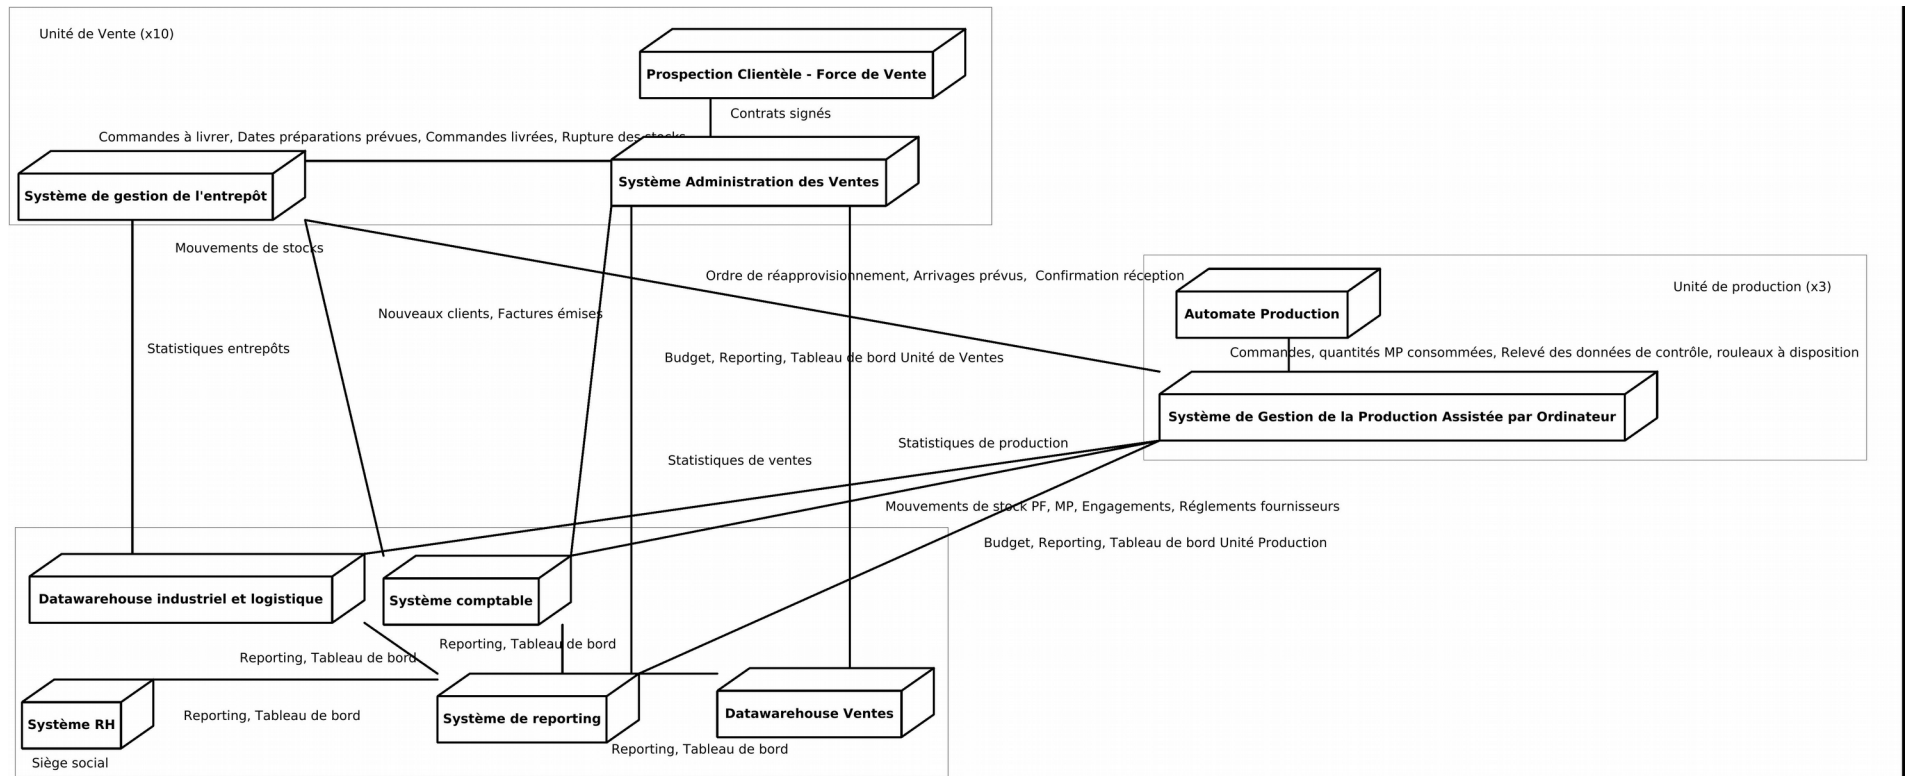 Unité de Vente (x10)
Prospection Clientèle - Force de Vente
Contrats signés
Commandes à livrer, Dates préparations prévues, Commandes livrées, Rupture des stocks
Système de gestion de l'entrepôt
Système Administration des Ventes
Mouvements de stocks
Ordre de réapprovisionnement, Arrivages prévus, Confirmation réception
Unité de production (x3)
Automate Production
Nouveaux clients, Factures émises
Statistiques entrepôts
Commandes, quantités MP consommées, Relevé des données de contrôle, rouleaux à disposition
Budget, Reporting, Tableau de bord Unité de Ventes
Système de Gestion de la Production Assistée par Ordinateur
Statistiques de production
Statistiques de ventes
Mouvements de stock PF, MP, Engagements, Réglements fournisseurs
Budget, Reporting, Tableau de bord Unité Production
Datawarehouse industriel et logistique
Système comptable
Reporting, Tableau de bord
Reporting, Tableau de bord
Reporting, Tableau de bord
Système RH
Système de reporting
Datawarehouse Ventes
Reporting, Tableau de bord
Siège social